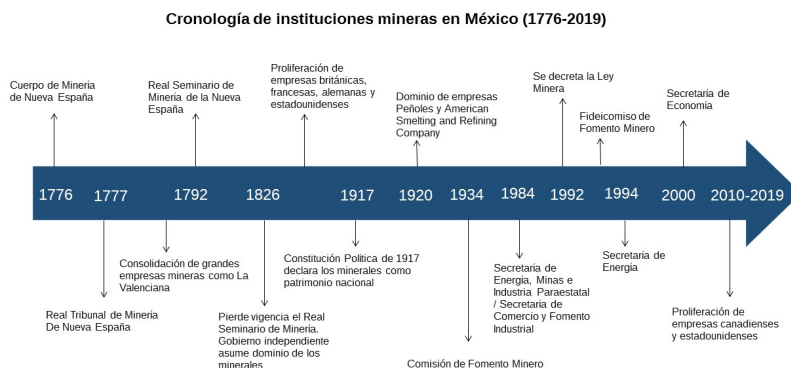 Cronología de instituciones mineras en México (1776-2019)
Cuerpo de Minería
de Nueva España
Real Seminario de
Minería de la Nueva
España
Proliferación de
empresas británicas,
francesas, alemanas y
estadounidenses
Dominio de empresas
Peñoles y American
Smelting and Refining
Company
Se decreta la Ley
Minera
Fideicomiso de
Fomento Minero
Secretaría de
Economía
1776
1777
1792
1826
1917
1920
1934
1984
1992
1994
2000
2010-2019
Real Tribunal de Minería
De Nueva España
Consolidación de grandes
empresas mineras como La
Valenciana
Pierde vigencia el Real
Seminario de Minería.
Gobierno independiente
asume dominio de los
minerales
Constitución Política de 1917
declara los minerales como
patrimonio nacional
Comisión de Fomento Minero
Secretaría de
Energía, Minas e
Industria Paraestatal
/ Secretaría de
Comercio y Fomento
Industrial
Secretaría de
Energía
Proliferación de
empresas canadienses
y estadounidenses